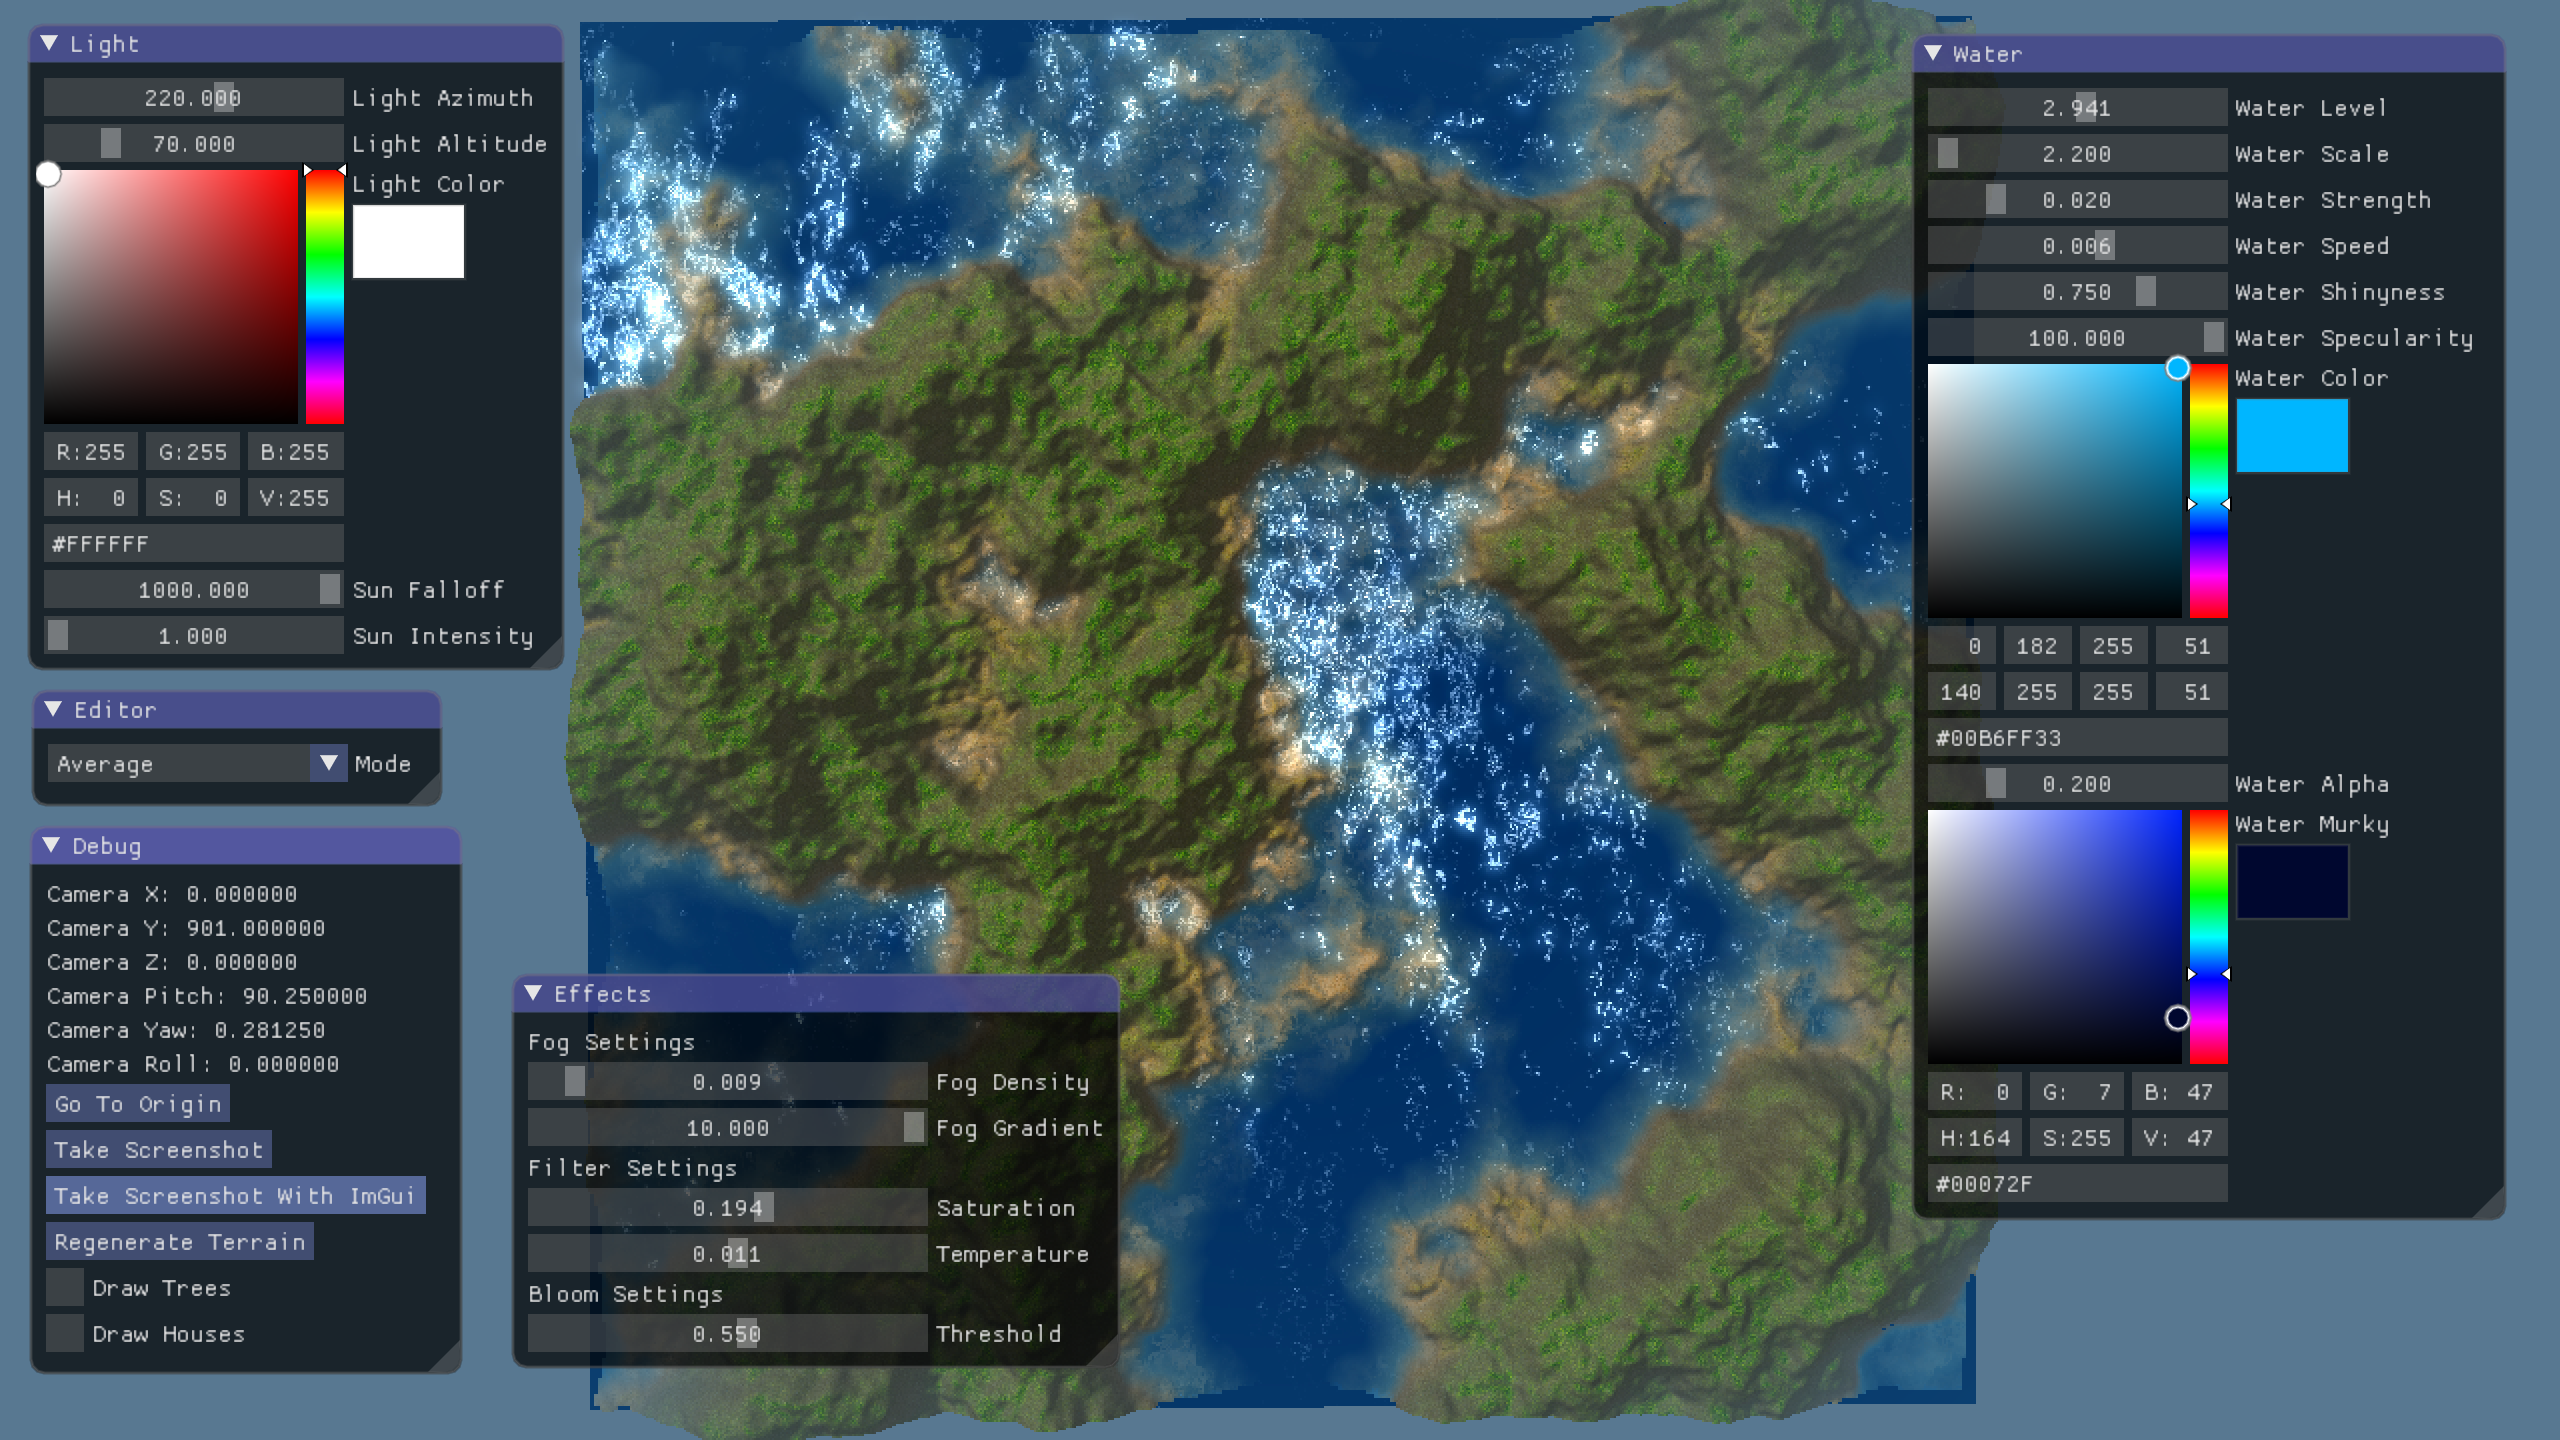 Light
220.000 Light Azimuth
70.000 Light Altitude
Light Color
R:255 G:255 B:255
H: 0 S: 0 V:255
#FFFFFF
1000.000 Sun Falloff
1.000 Sun Intensity
Editor
Average Mode
Debug
Camera X: 0.000000
Camera Y: 901.000000
Camera Z: 0.000000
Camera Pitch: 90.250000
Camera Yaw: 0.281250
Camera Roll: 0.000000
Go To Origin
Take Screenshot
Take Screenshot With ImGui
Regenerate Terrain
Draw Trees
Draw Houses
Effects
Fog Settings
0.009 Fog Density
10.000 Fog Gradient
Filter Settings
0.194 Saturation
0.011 Temperature
Bloom Settings
0.550 Threshold
Water
2.941 Water Level
2.200 Water Scale
0.020 Water Strength
0.006 Water Speed
0.750 Water Shinyness
100.000 Water Specularity
Water Color
0 182 255 51
140 255 255 51
#00B6FF33
0.200 Water Alpha
Water Murky
R: 0 G: 7 B: 47
H:164 S:255 V: 47
#00072F